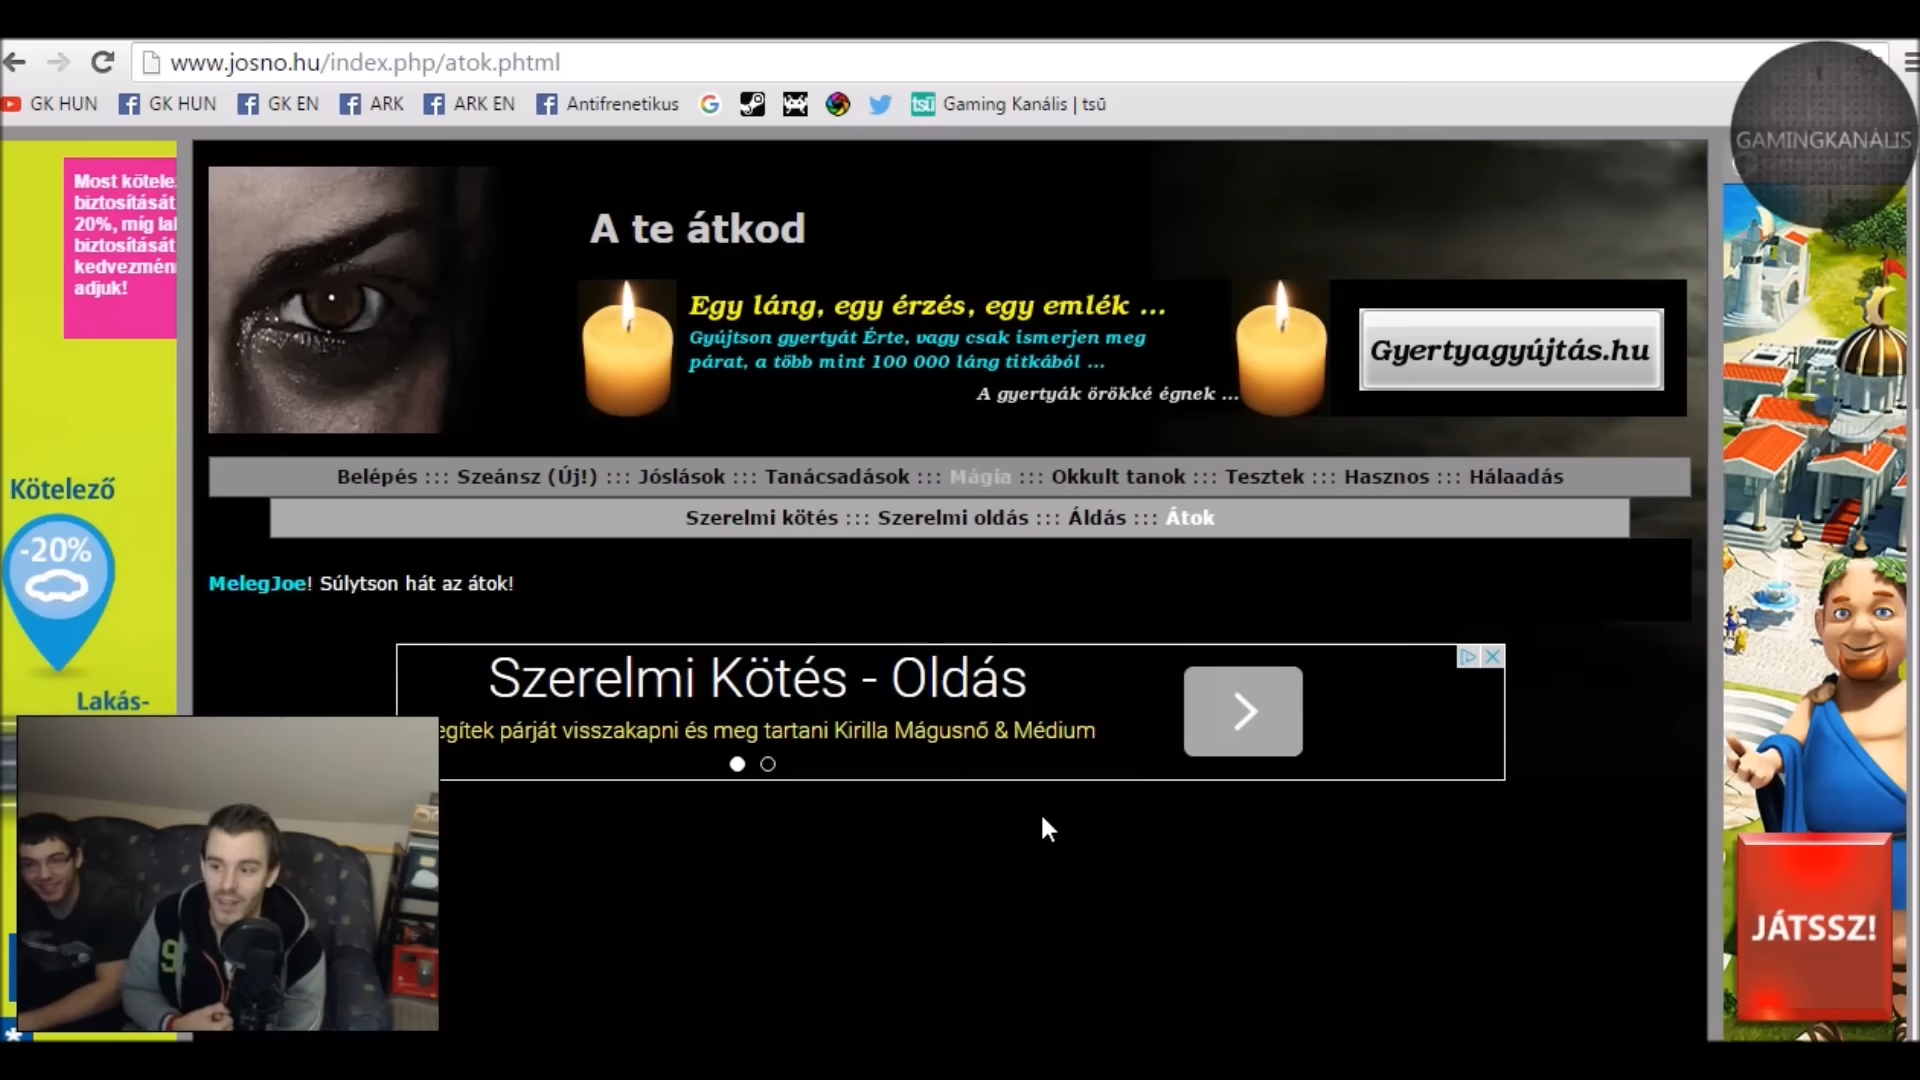 www.josno.hu/index.php/atok.phtml
GK HUN GK HUN GK EN ARK ARK EN Antifrenetikus Gaming Kanális | tsū
GAMINGKANÁLIS
Most kötele
biztosítását
20%, míg lal
biztosítását
kedvezmén
adjuk!
Kötelező
-20%
Lakás-
A te átkod
Egy láng, egy érzés, egy emlék ...
Gyújtson gyertyát Érte, vagy csak ismerjen meg
párat, a több mint 100 000 láng titkából ...
A gyertyák örökké égnek ...
Gyertyagyújtás.hu
Belépés ::: Szeánsz (Új!) ::: Jóslások ::: Tanácsadások ::: Mágia ::: Okkult tanok ::: Tesztek ::: Hasznos ::: Hálaadás
Szerelmi kötés ::: Szerelmi oldás ::: Áldás ::: Átok
MelegJoe! Súlytson hát az átok!
Szerelmi Kötés - Oldás
egítek párját visszakapni és meg tartani Kirilla Mágusnő & Médium
JÁTSSZ!
9